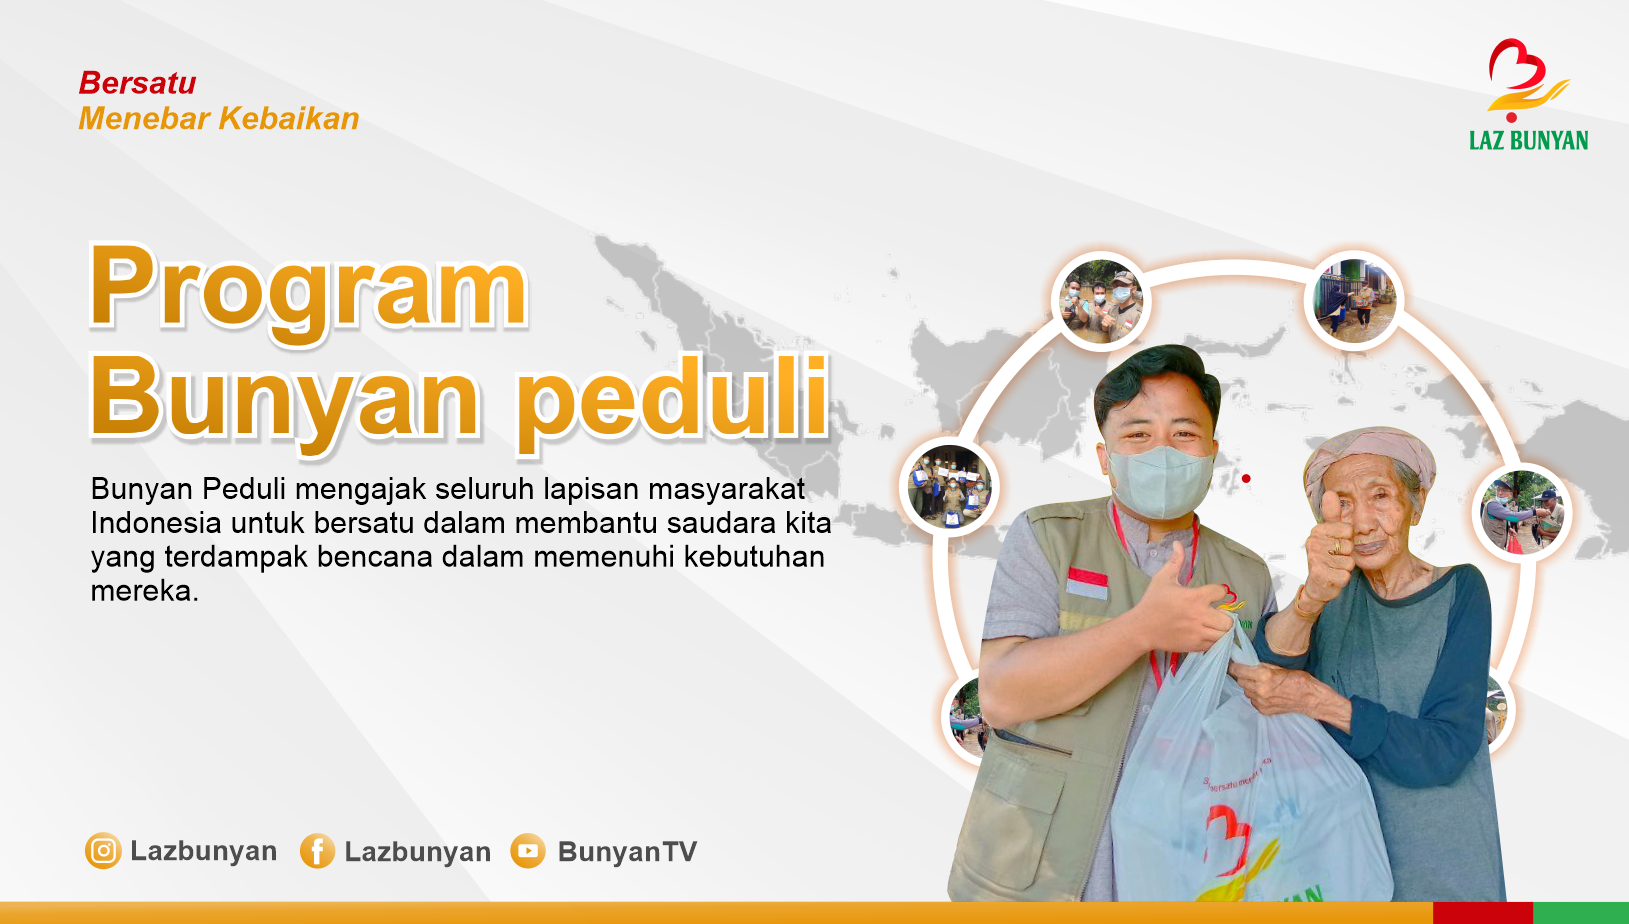 Bersatu
Menebar Kebaikan
LAZ BUNYAN
Program
Bunyan peduli
Bunyan Peduli mengajak seluruh lapisan masyarakat
Indonesia untuk bersatu dalam membantu saudara kita
yang terdampak bencana dalam memenuhi kebutuhan
mereka.
Lazbunyan
Lazbunyan
BunyanTV